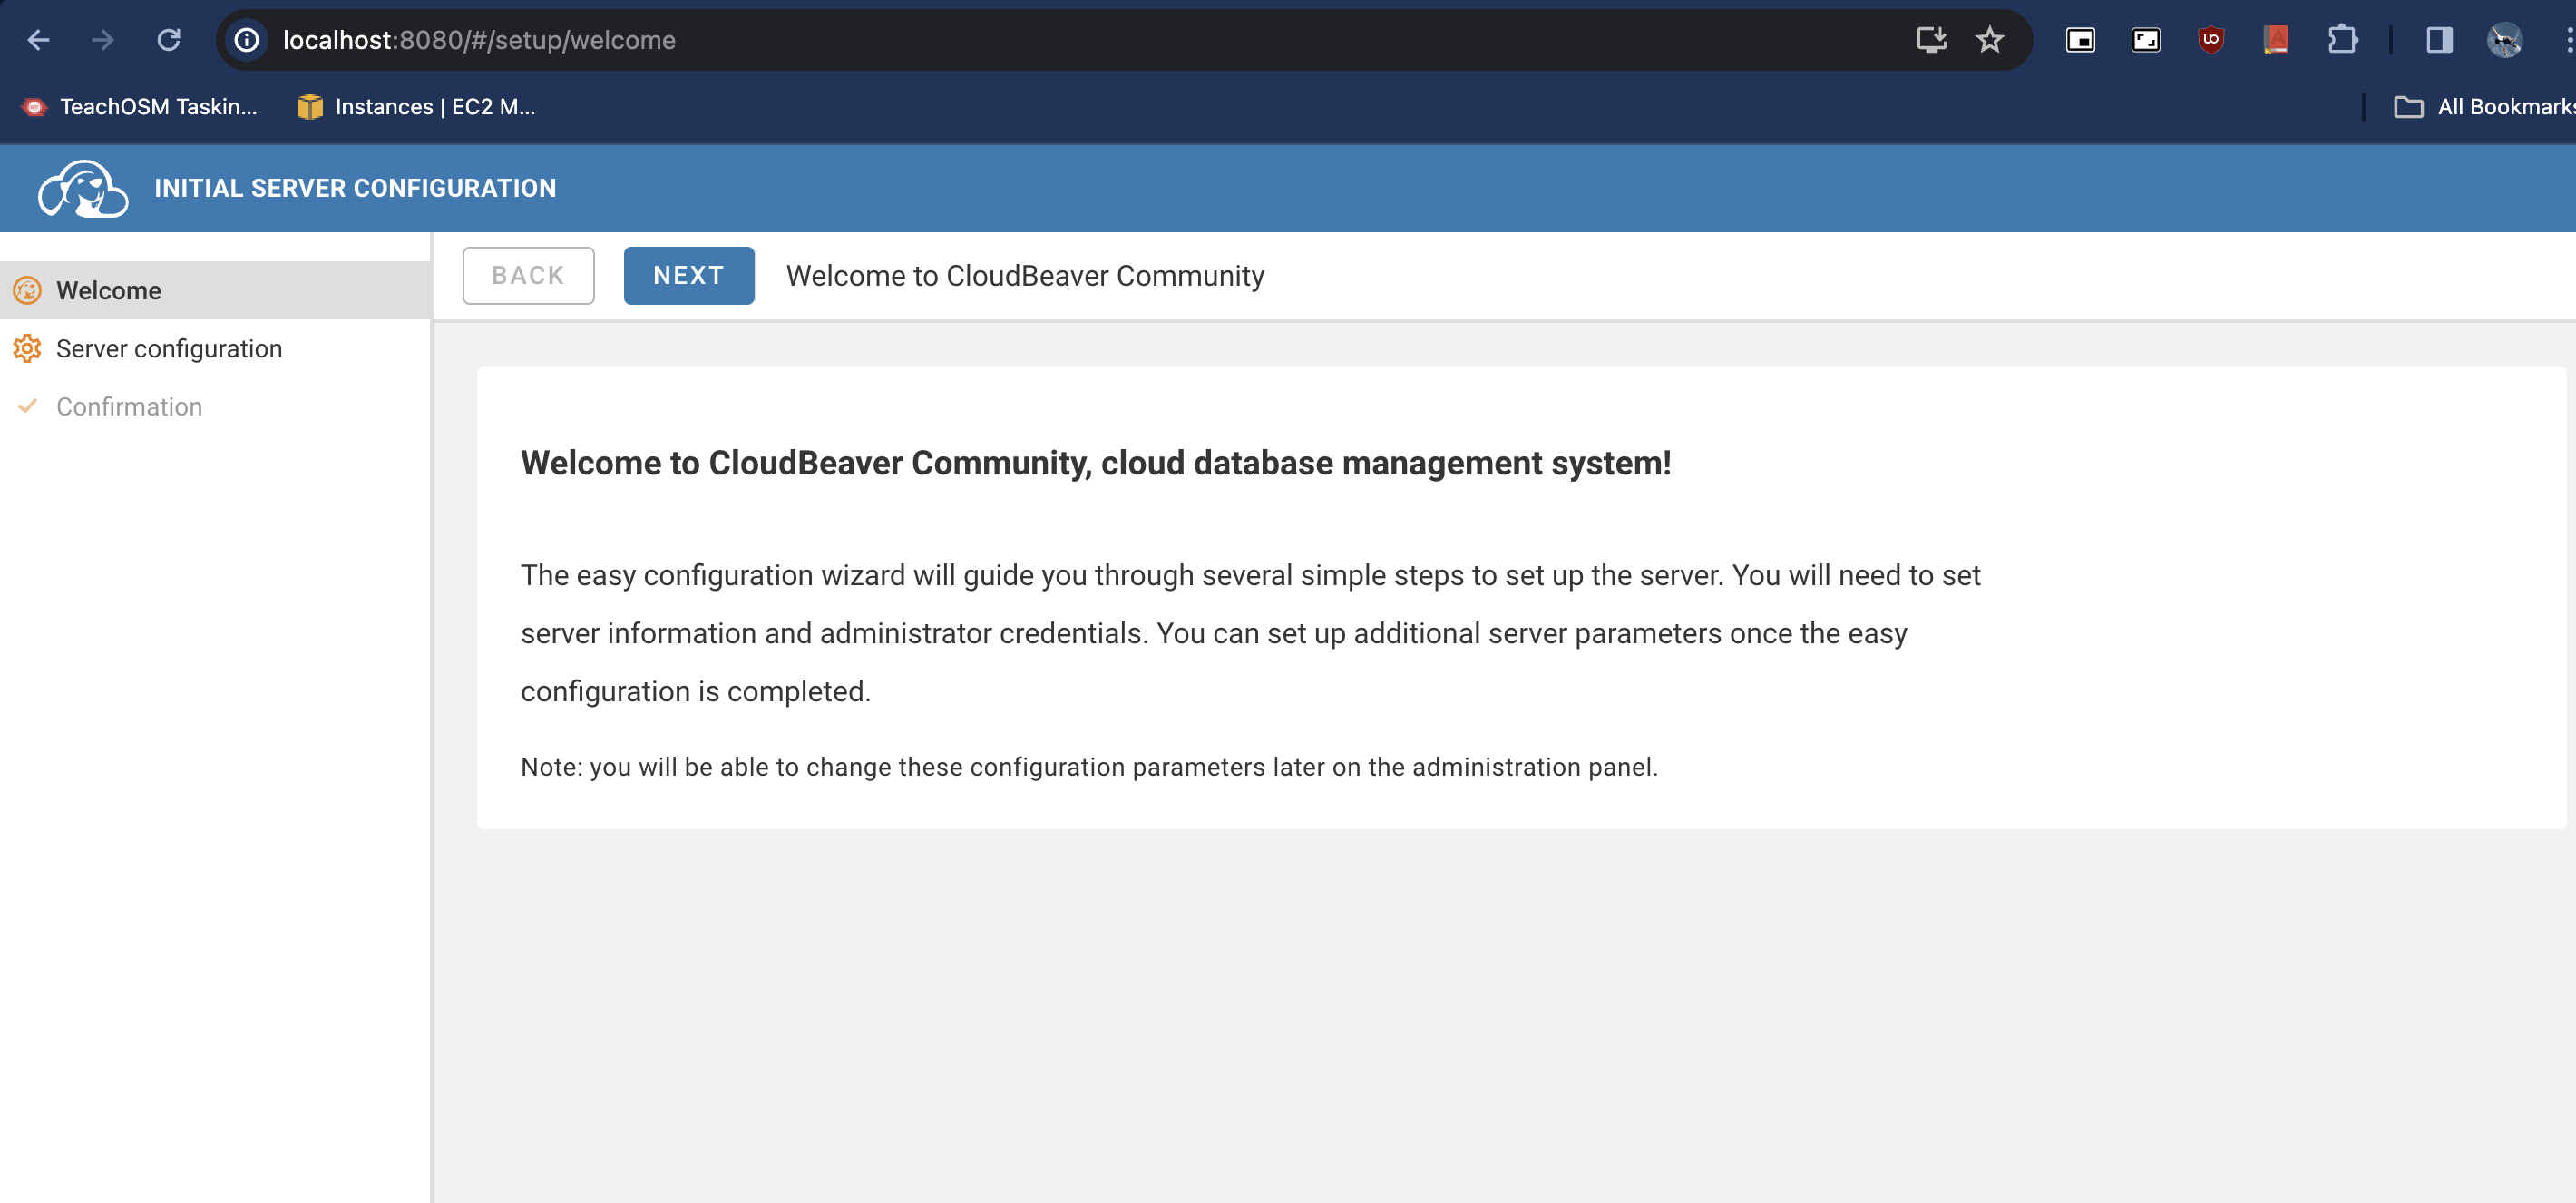 localhost:8080/#/setup/welcome
TeachOSM Taskin...
Instances | EC2 M...
All Bookmarks
INITIAL SERVER CONFIGURATION
Welcome
Server configuration
Confirmation
BACK
NEXT
Welcome to CloudBeaver Community
Welcome to CloudBeaver Community, cloud database management system!
The easy configuration wizard will guide you through several simple steps to set up the server. You will need to set
server information and administrator credentials. You can set up additional server parameters once the easy
configuration is completed.
Note: you will be able to change these configuration parameters later on the administration panel.